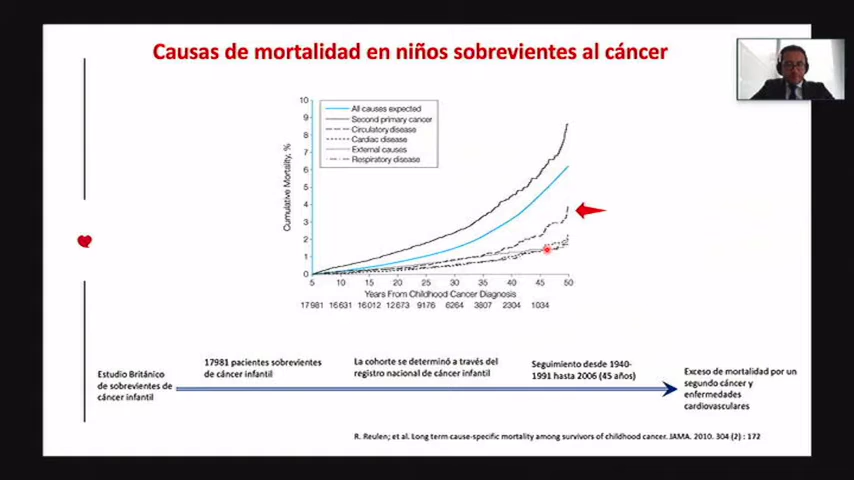 Causas de mortalidad en niños sobrevientes al cáncer
10
9
8
7
6
5
4
3
2
1
0
Cumulative Mortality, %
All causes expected
Second primary cancer
Circulatory disease
Cardiac disease
External causes
Respiratory disease
5 10 15 20 25 30 35 40 45 50
Years From Childhood Cancer Diagnosis
17981 16631 16012 12673 9176 6264 3807 2304 1034
Estudio Británico
de sobrevientes de
cáncer infantil
17981 pacientes sobrevientes
de cáncer infantil
La cohorte se determinó a través del
registro nacional de cáncer infantil
Seguimiento desde 1940-
1991 hasta 2006 (45 años)
Exceso de mortalidad por un
segundo cáncer y
enfermedades
cardiovasculares
R. Reulen; et al. Long term cause-specific mortality among survivors of childhood cancer. JAMA. 2010. 304 (2) : 172